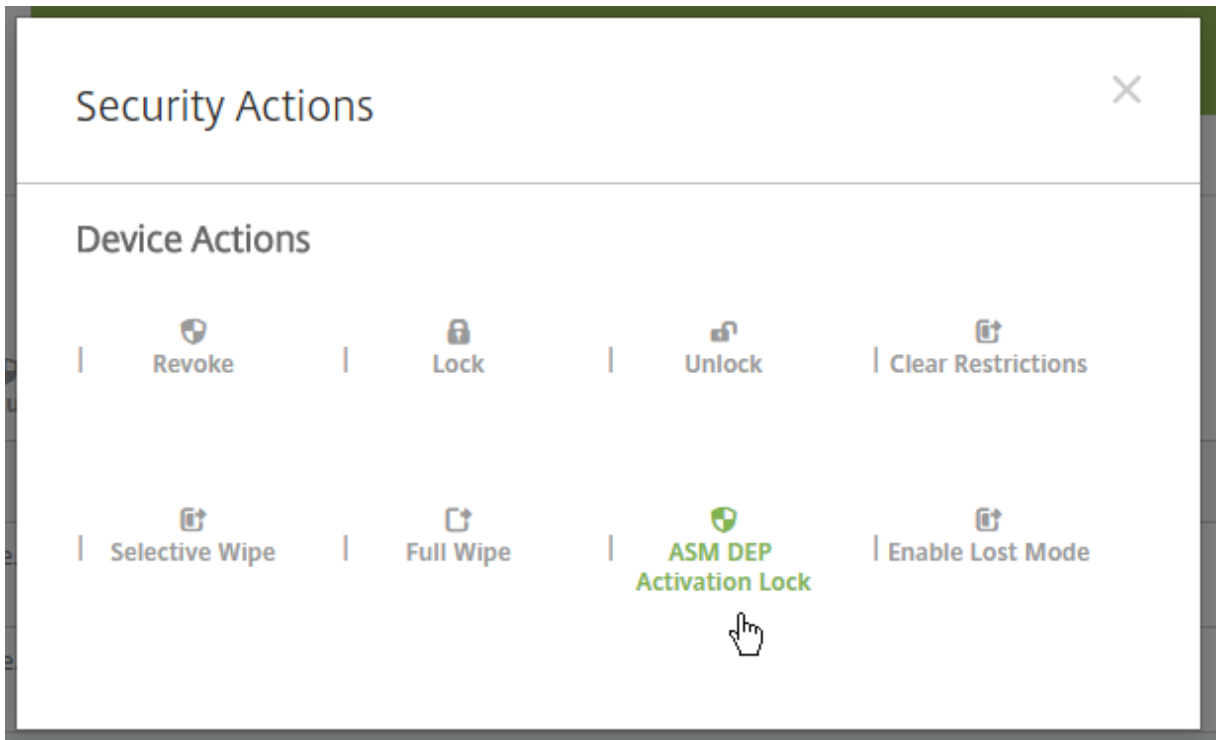 Security Actions
Device Actions
Revoke
Lock
Unlock
Clear Restrictions
Selective Wipe
Full Wipe
ASM DEP
Activation Lock
Enable Lost Mode